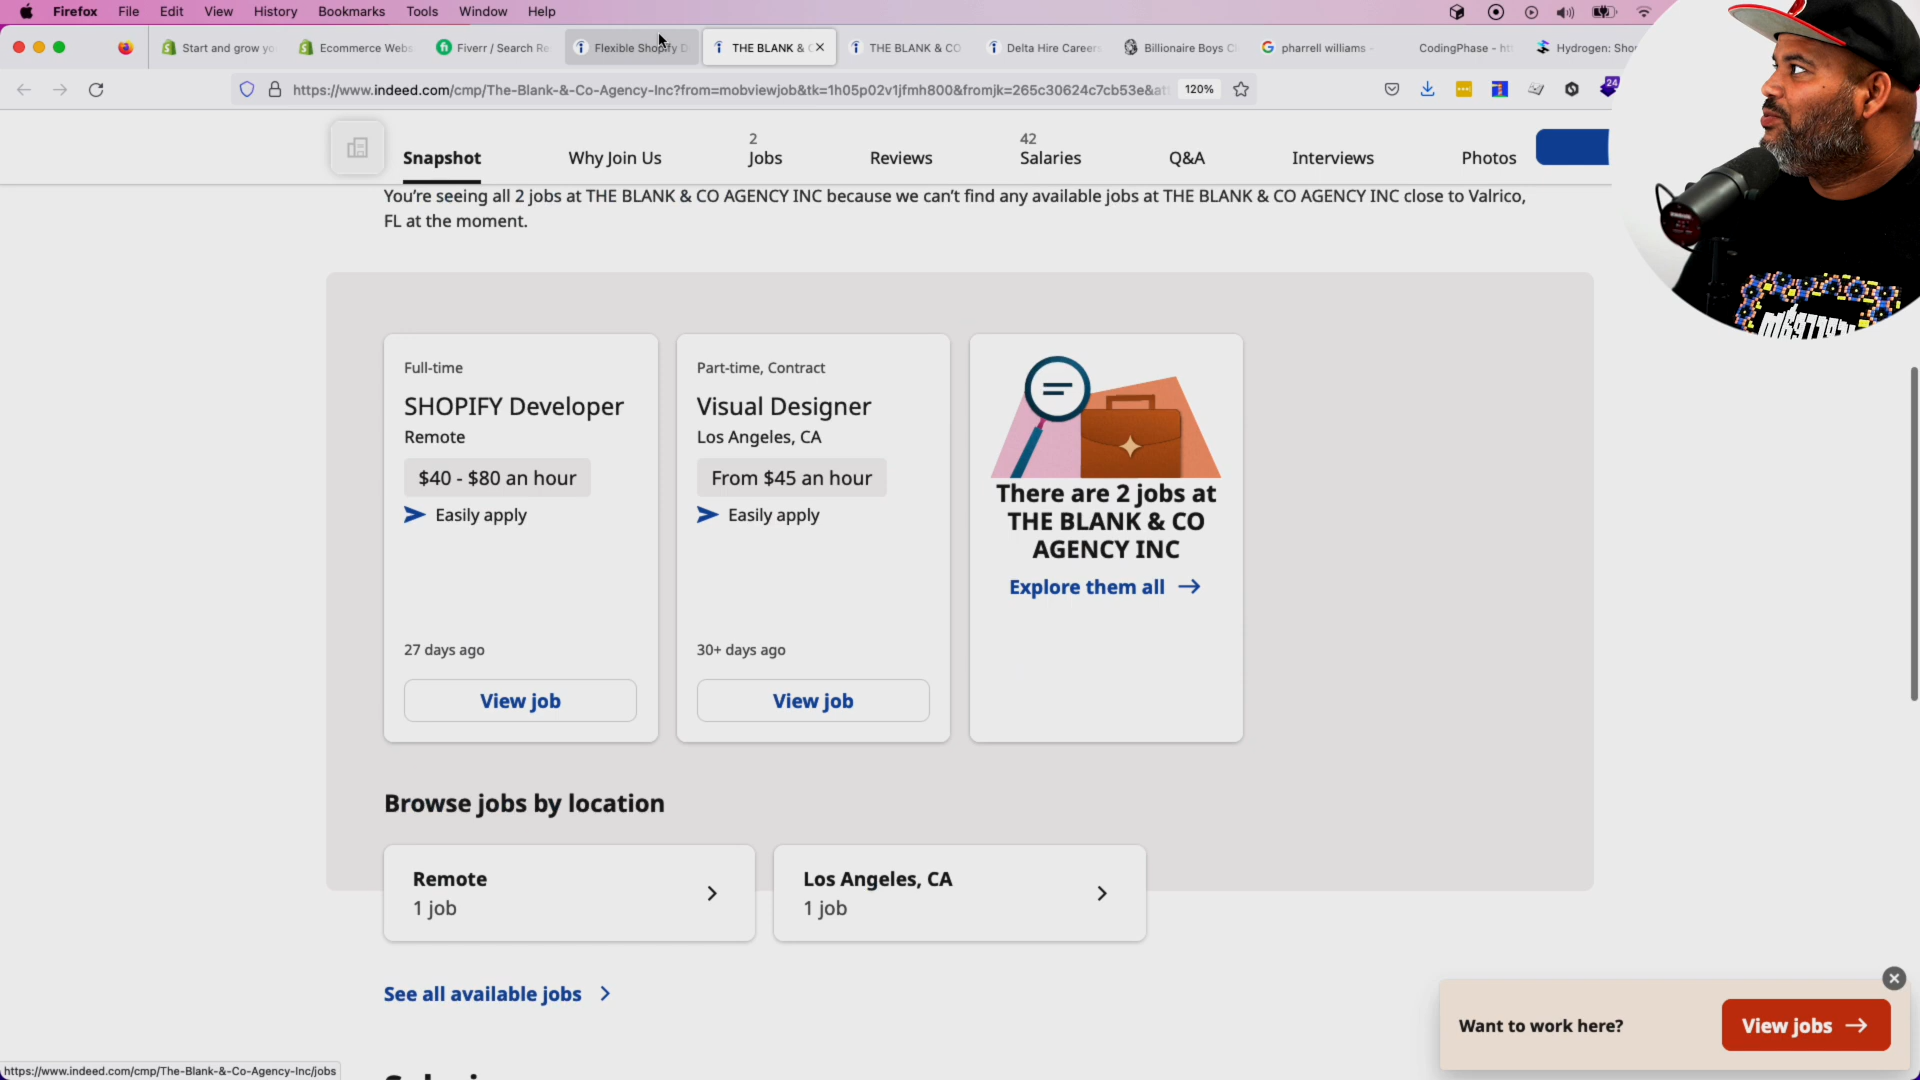 Firefox File Edit View History Bookmarks Tools Window Help
Start and grow yo
Ecommerce Webs
Fiverr / Search Re
Flexible Shopify D
THE BLANK & C
THE BLANK & CO
Delta Hire Careers
Billionaire Boys C
pharrell williams -
CodingPhase - ht
Hydrogen: Sho
https://www.indeed.com/cmp/The-Blank-&-Co-Agency-Inc?from=mobviewjob&tk=1h05p02v1jfmh800&fromjk=265c30624c7cb53e&at
120%
24
Snapshot
Why Join Us
2
Jobs
Reviews
42
Salaries
Q&A
Interviews
Photos
You're seeing all 2 jobs at THE BLANK & CO AGENCY INC because we can't find any available jobs at THE BLANK & CO AGENCY INC close to Valrico,
FL at the moment.
Full-time
SHOPIFY Developer
Remote
$40 - $80 an hour
Easily apply
27 days ago
View job
Part-time, Contract
Visual Designer
Los Angeles, CA
From $45 an hour
Easily apply
30+ days ago
View job
There are 2 jobs at
THE BLANK & CO
AGENCY INC
Explore them all
Browse jobs by location
Remote
1 job
Los Angeles, CA
1 job
See all available jobs
Want to work here?
View jobs
https://www.indeed.com/cmp/The-Blank-&-Co-Agency-Inc/jobs